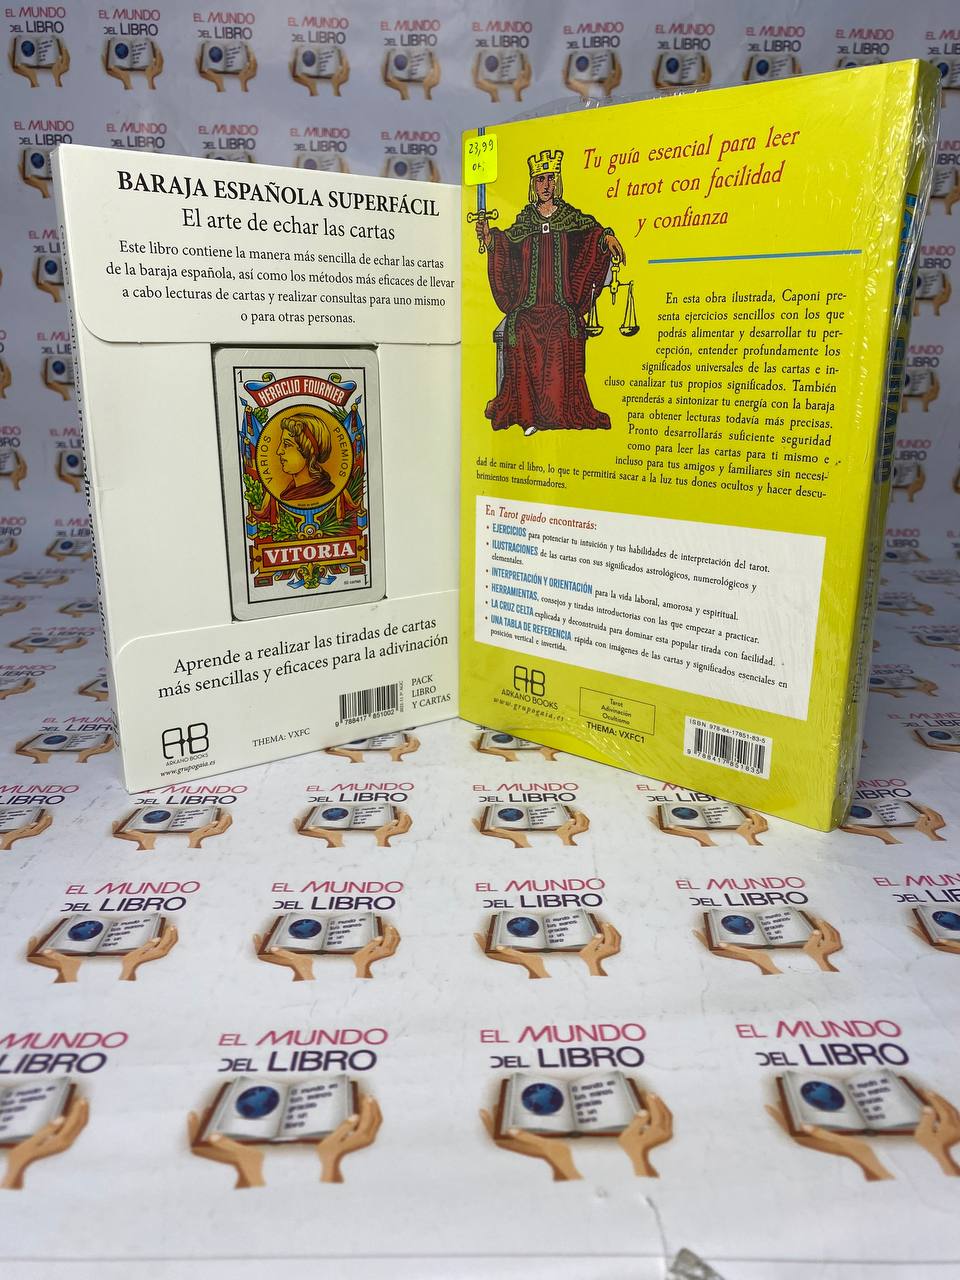 EL MUNDO
DEL LIBRO
BARAJA ESPAÑOLA SUPERFÁCIL
El arte de echar las cartas
Este libro contiene la manera más sencilla de echar las cartas
de la baraja española, así como los métodos más eficaces de llevar
a cabo lecturas de cartas y realizar consultas para uno mismo
o para otras personas.
1
HERACLIO FOURNIER
VARIOS PREMIOS
VITORIA
50 cartas
1
Aprende a realizar las tiradas de cartas
más sencillas y eficaces para la adivinación
PACK
LIBRO
Y CARTAS
9 788417 851002
AB
ARKANO BOOKS
www.grupogaia.es
THEMA: VXFC
23,99
Tu guía esencial para leer
el tarot con facilidad
y confianza
En esta obra ilustrada, Caponi pre-
senta ejercicios sencillos con los que
podrás alimentar y desarrollar tu per-
cepción, entender profundamente los
significados universales de las cartas e in-
cluso canalizar tus propios significados. También
aprenderás a sintonizar tu energía con la baraja
para obtener lecturas todavía más precisas.
Pronto desarrollarás suficiente seguridad
como para leer las cartas para ti mismo e
incluso para tus amigos y familiares sin necesi-
dad de mirar el libro, lo que te permitirá sacar a la luz tus dones ocultos y hacer descu-
brimientos transformadores.
En Tarot guiado encontrarás:
• EJERCICIOS para potenciar tu intuición y tus habilidades de interpretación del tarot.
• ILUSTRACIONES de las cartas con sus significados astrológicos, numerológicos y
elementales.
• INTERPRETACIÓN Y ORIENTACIÓN para la vida laboral, amorosa y espiritual.
• HERRAMIENTAS, consejos y tiradas introductorias con las que empezar a practicar.
• LA CRUZ CELTA explicada y deconstruida para dominar esta popular tirada con facilidad.
• UNA TABLA DE REFERENCIA rápida con imágenes de las cartas y significados esenciales en
posición vertical e invertida.
AB
ARKANO BOOKS
www.grupogaia.es
Tarot
Adivinación
Ocultismo
THEMA: VXFC1
ISBN 978-84-17851-83-5
9 788417 851835